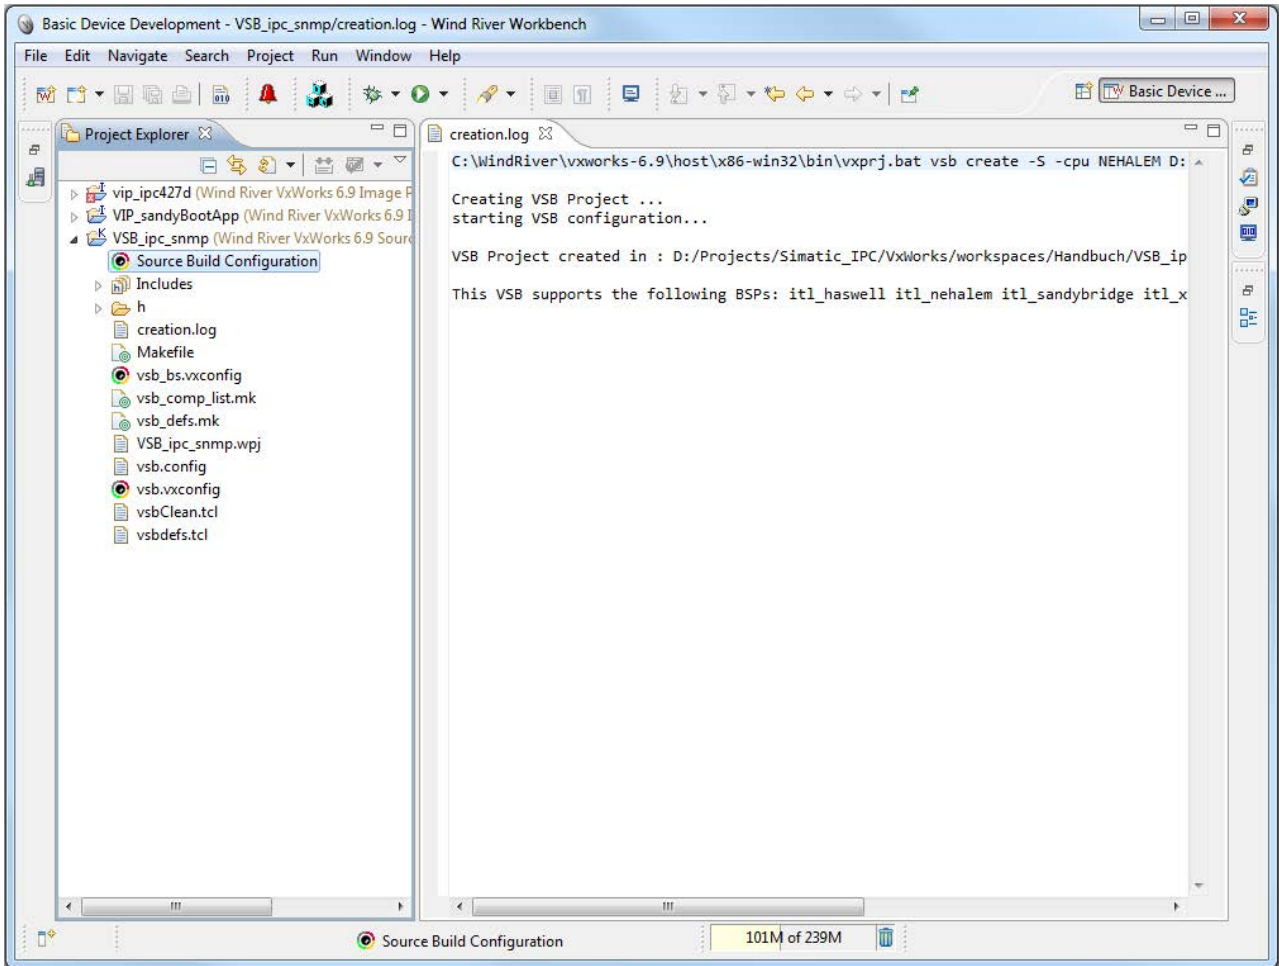 Basic Device Development - VSB_ipc_snmp/creation.log - Wind River Workbench
File Edit Navigate Search Project Run Window Help
Basic Device ...
Project Explorer
creation.log
vip_ipc427d (Wind River VxWorks 6.9 Image P
VIP_sandyBootApp (Wind River VxWorks 6.9 I
VSB_ipc_snmp (Wind River VxWorks 6.9 Sour
Source Build Configuration
Includes
h
creation.log
Makefile
vsb_bs.vxconfig
vsb_comp_list.mk
vsb_defs.mk
VSB_ipc_snmp.wpj
vsb.config
vsb.vxconfig
vsbClean.tcl
vsbdefs.tcl
C:\WindRiver\vxworks-6.9\host\x86-win32\bin\vxprj.bat vsb create -S -cpu NEHALEM D:
Creating VSB Project ...
starting VSB configuration...
VSB Project created in : D:/Projects/Simatic_IPC/VxWorks/workspaces/Handbuch/VSB_ip
This VSB supports the following BSPs: itl_haswell itl_nehalem itl_sandybridge itl_x
Source Build Configuration
101M of 239M